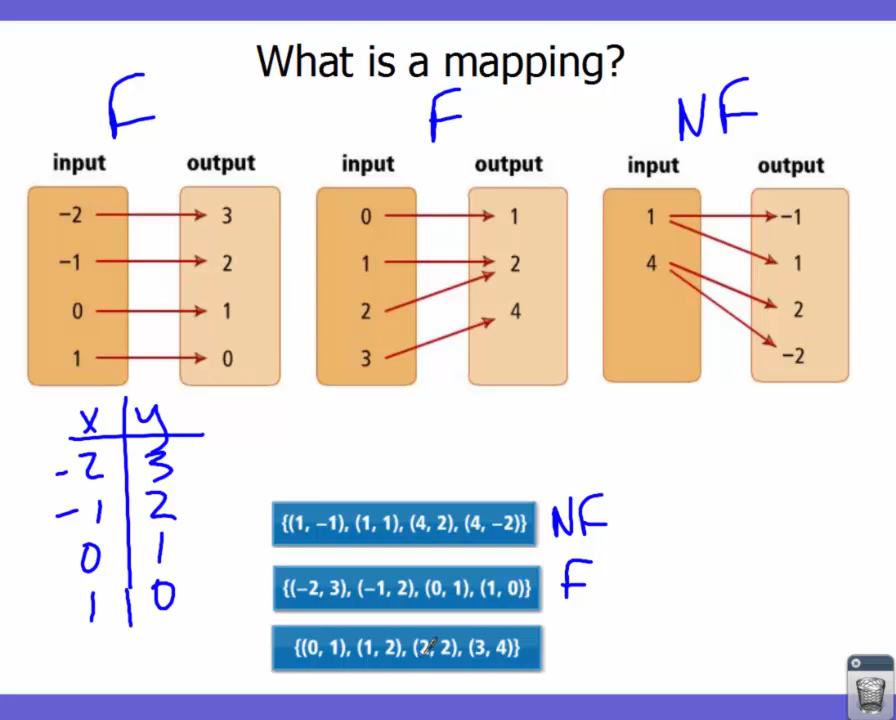 What is a mapping?
F F NF
input output input output input output
-2 3 0 1 1 -1
-1 2 1 2 4 1
0 1 2 4 2
1 0 3 -2
x y
-2 3
-1 2
0 1
1 0
{(1, −1), (1, 1), (4, 2), (4, −2)} NF
{(−2, 3), (−1, 2), (0, 1), (1, 0)} F
{(0, 1), (1, 2), (2, 2), (3, 4)}